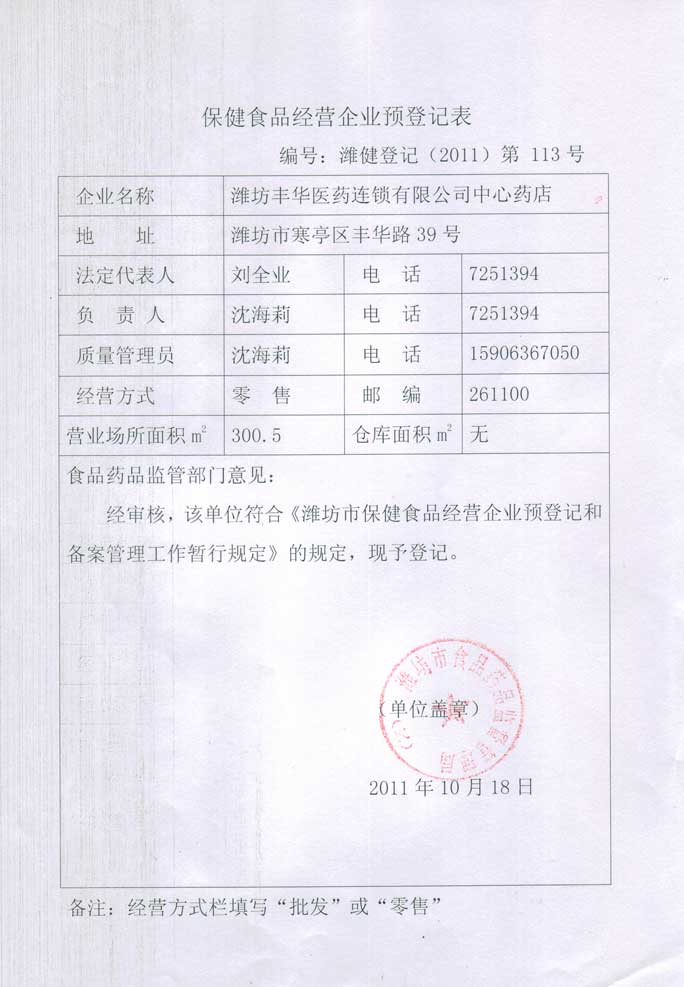 保健食品经营企业预登记表
编号：潍健登记（2011）第 113 号
企业名称 潍坊丰华医药连锁有限公司中心药店
地 址 潍坊市寒亭区丰华路 39 号
法定代表人 刘全业 电 话 7251394
负 责 人 沈海莉 电 话 7251394
质量管理员 沈海莉 电 话 15906367050
经营方式 零 售 邮 编 261100
营业场所面积 m² 300.5 仓库面积 m² 无
食品药品监管部门意见：
经审核，该单位符合《潍坊市保健食品经营企业预登记和
备案管理工作暂行规定》的规定，现予登记。
潍坊市食品药品监督管理局
（单位盖章）
2011 年 10 月 18 日
备注：经营方式栏填写“批发”或“零售”